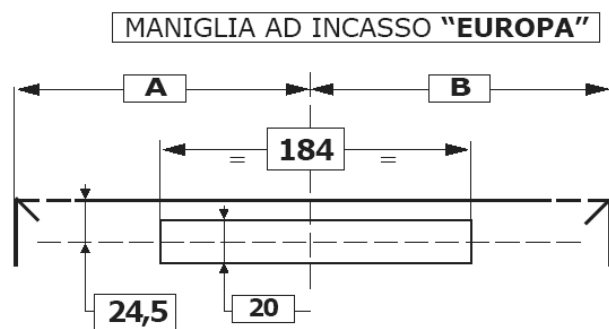 MANIGLIA AD INCASSO "EUROPA"
A B
= 184 =
24,5 20